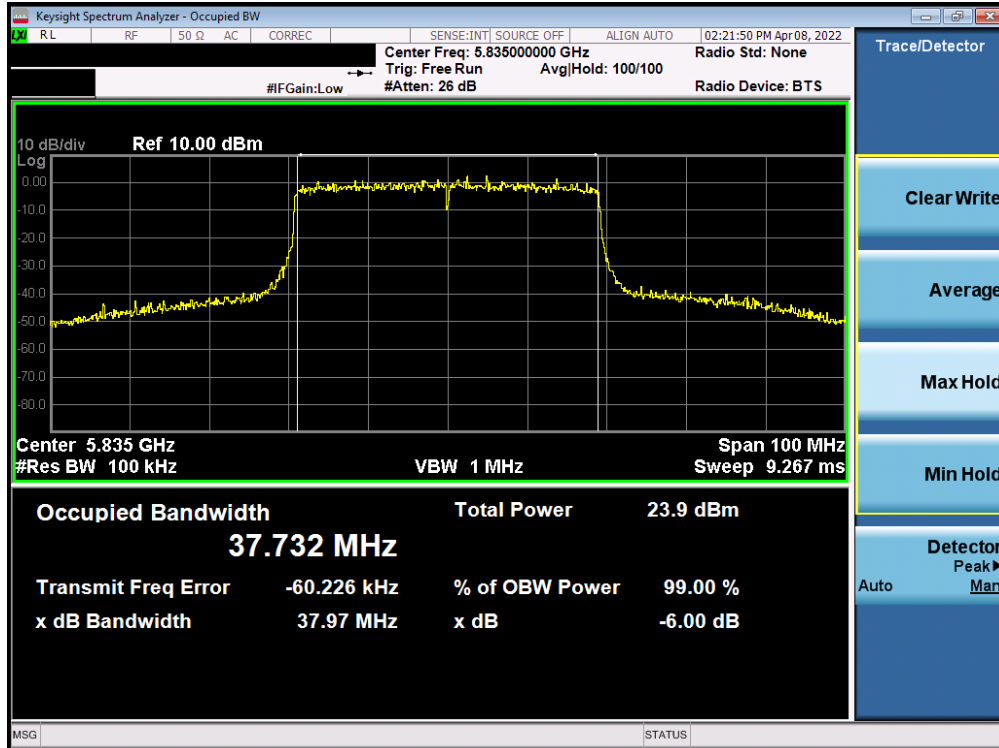 Keysight Spectrum Analyzer - Occupied BW
LXI RL RF 50 Ω AC CORREC SENSE:INT SOURCE OFF ALIGN AUTO 02:21:50 PM Apr 08, 2022
Center Freq: 5.835000000 GHz Radio Std: None
Trig: Free Run Avg|Hold: 100/100
#IFGain:Low #Atten: 26 dB Radio Device: BTS
Trace/Detector
10 dB/div Ref 10.00 dBm
Log
0.00
-10.0
-20.0
-30.0
-40.0
-50.0
-60.0
-70.0
-80.0
Center 5.835 GHz Span 100 MHz
#Res BW 100 kHz VBW 1 MHz Sweep 9.267 ms
Occupied Bandwidth Total Power 23.9 dBm
37.732 MHz
Transmit Freq Error -60.226 kHz % of OBW Power 99.00 %
x dB Bandwidth 37.97 MHz x dB -6.00 dB
Clear Write
Average
Max Hold
Min Hold
Detector
Peak▶
Auto Man
MSG STATUS